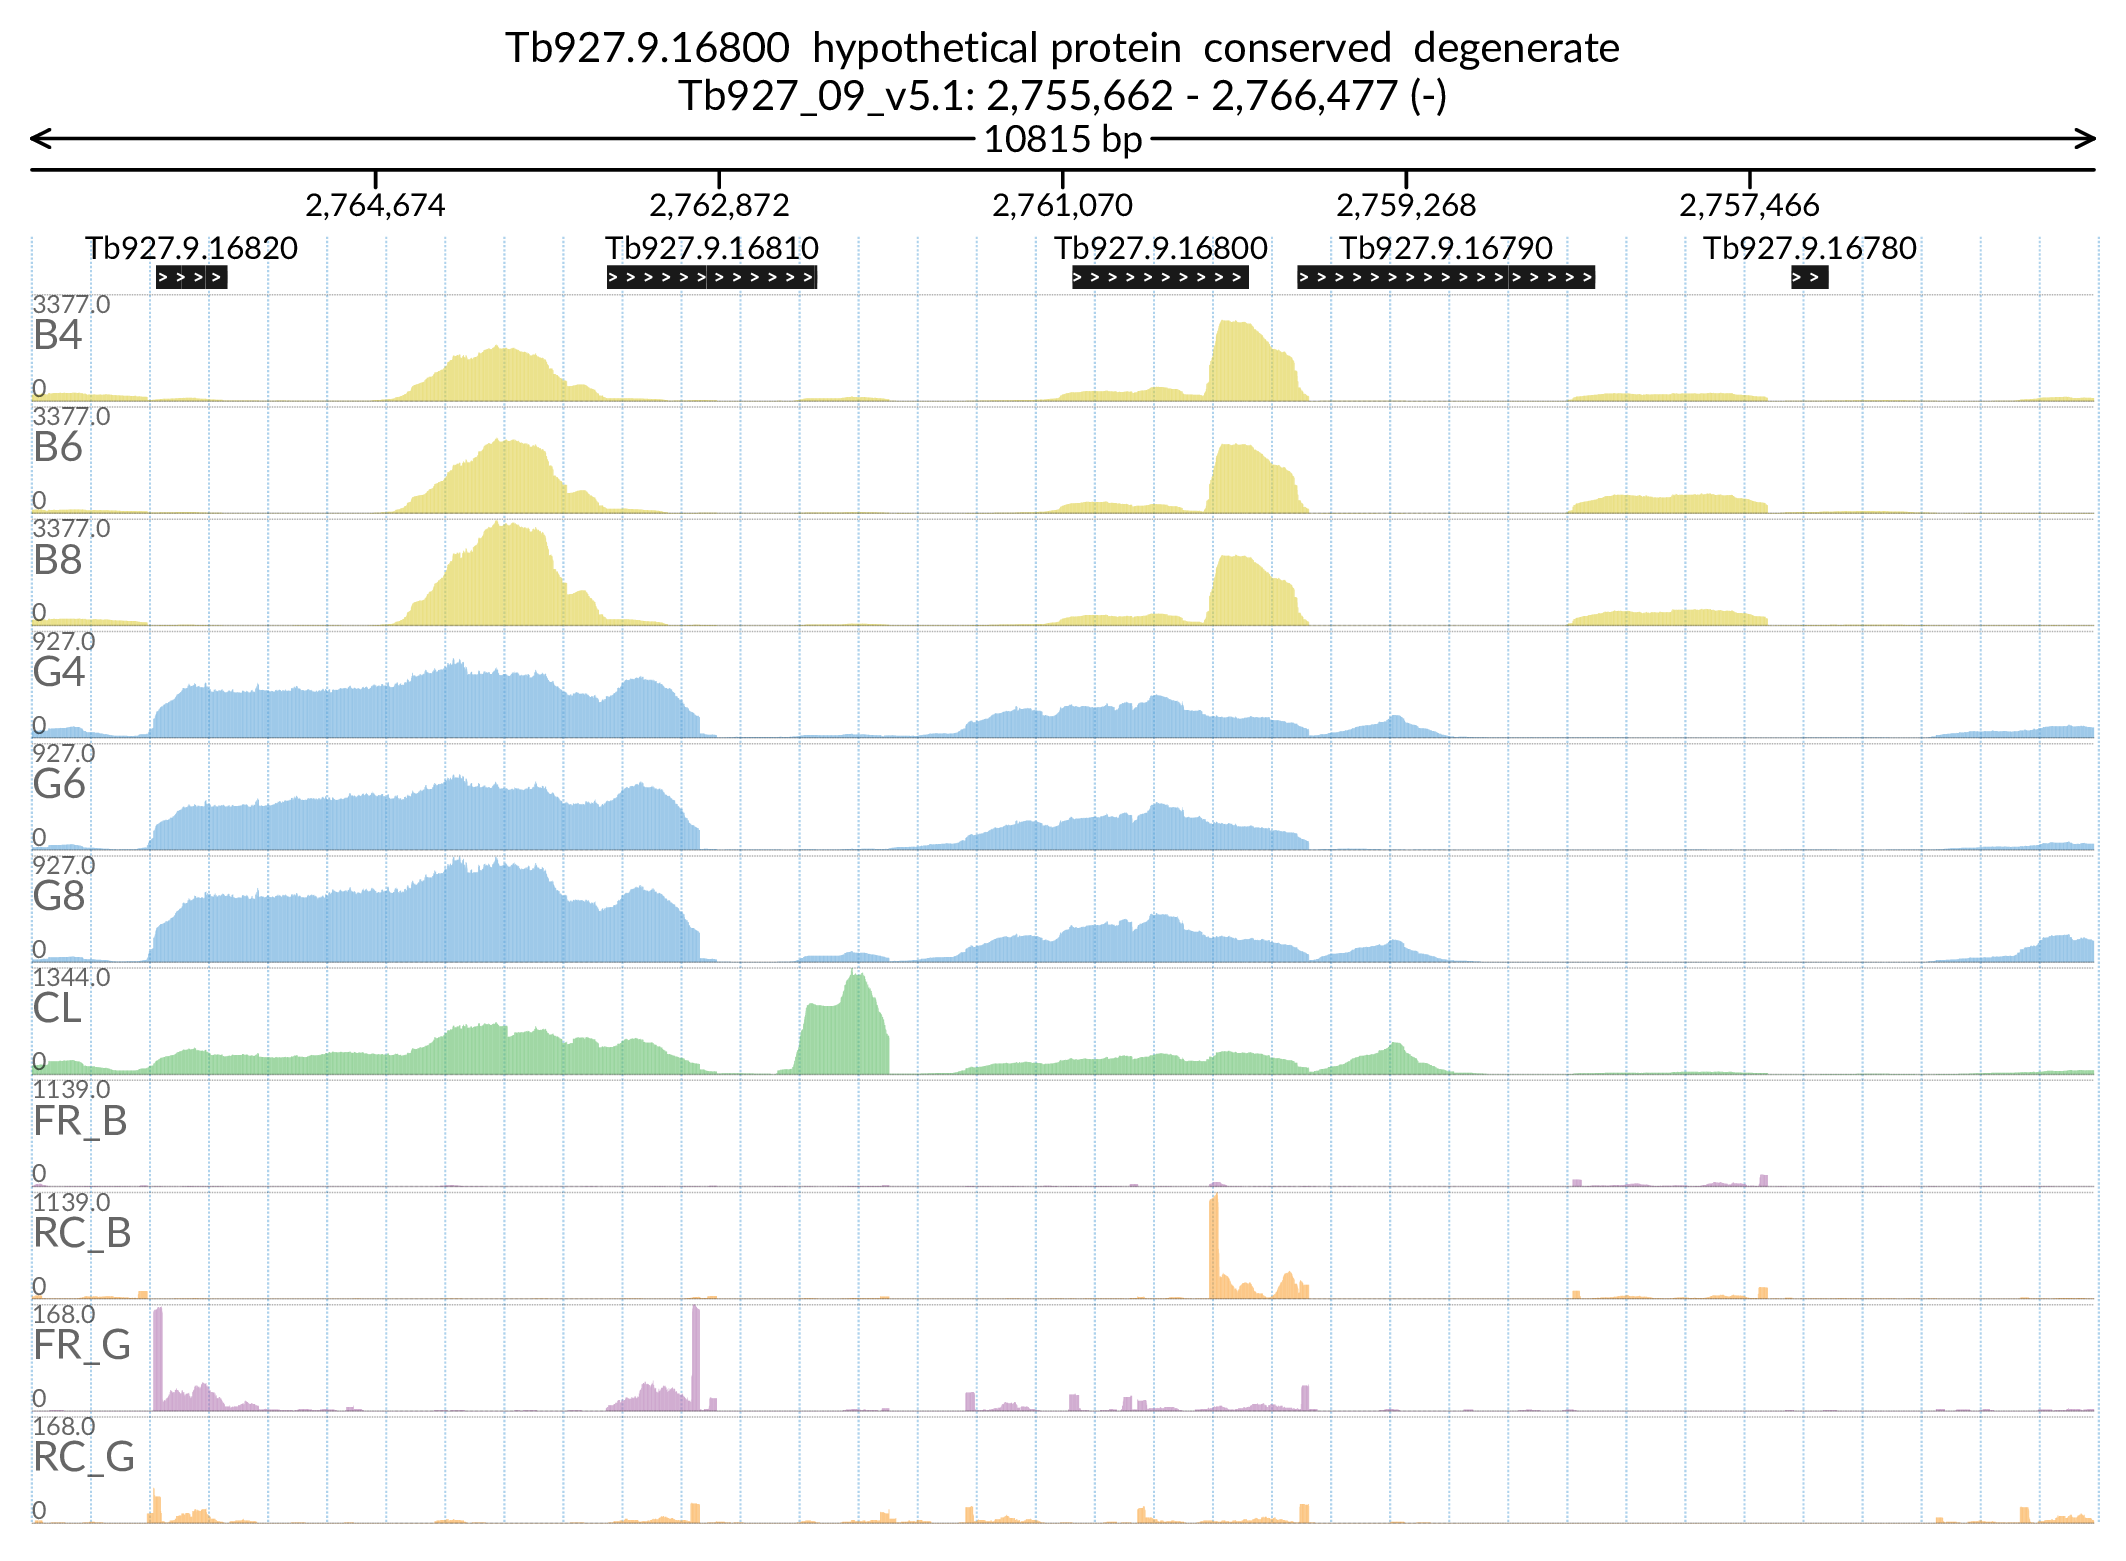 Tb927.9.16800 hypothetical protein conserved degenerate
Tb927_09_v5.1: 2,755,662 - 2,766,477 (-)
10815 bp
2,764,674 2,762,872 2,761,070 2,759,268 2,757,466
Tb927.9.16820 Tb927.9.16810 Tb927.9.16800 Tb927.9.16790 Tb927.9.16780
3377.0
B4
0
3377.0
B6
0
3377.0
B8
0
927.0
G4
0
927.0
G6
0
927.0
G8
0
1344.0
CL
0
1139.0
FR_B
0
1139.0
RC_B
0
168.0
FR_G
0
168.0
RC_G
0